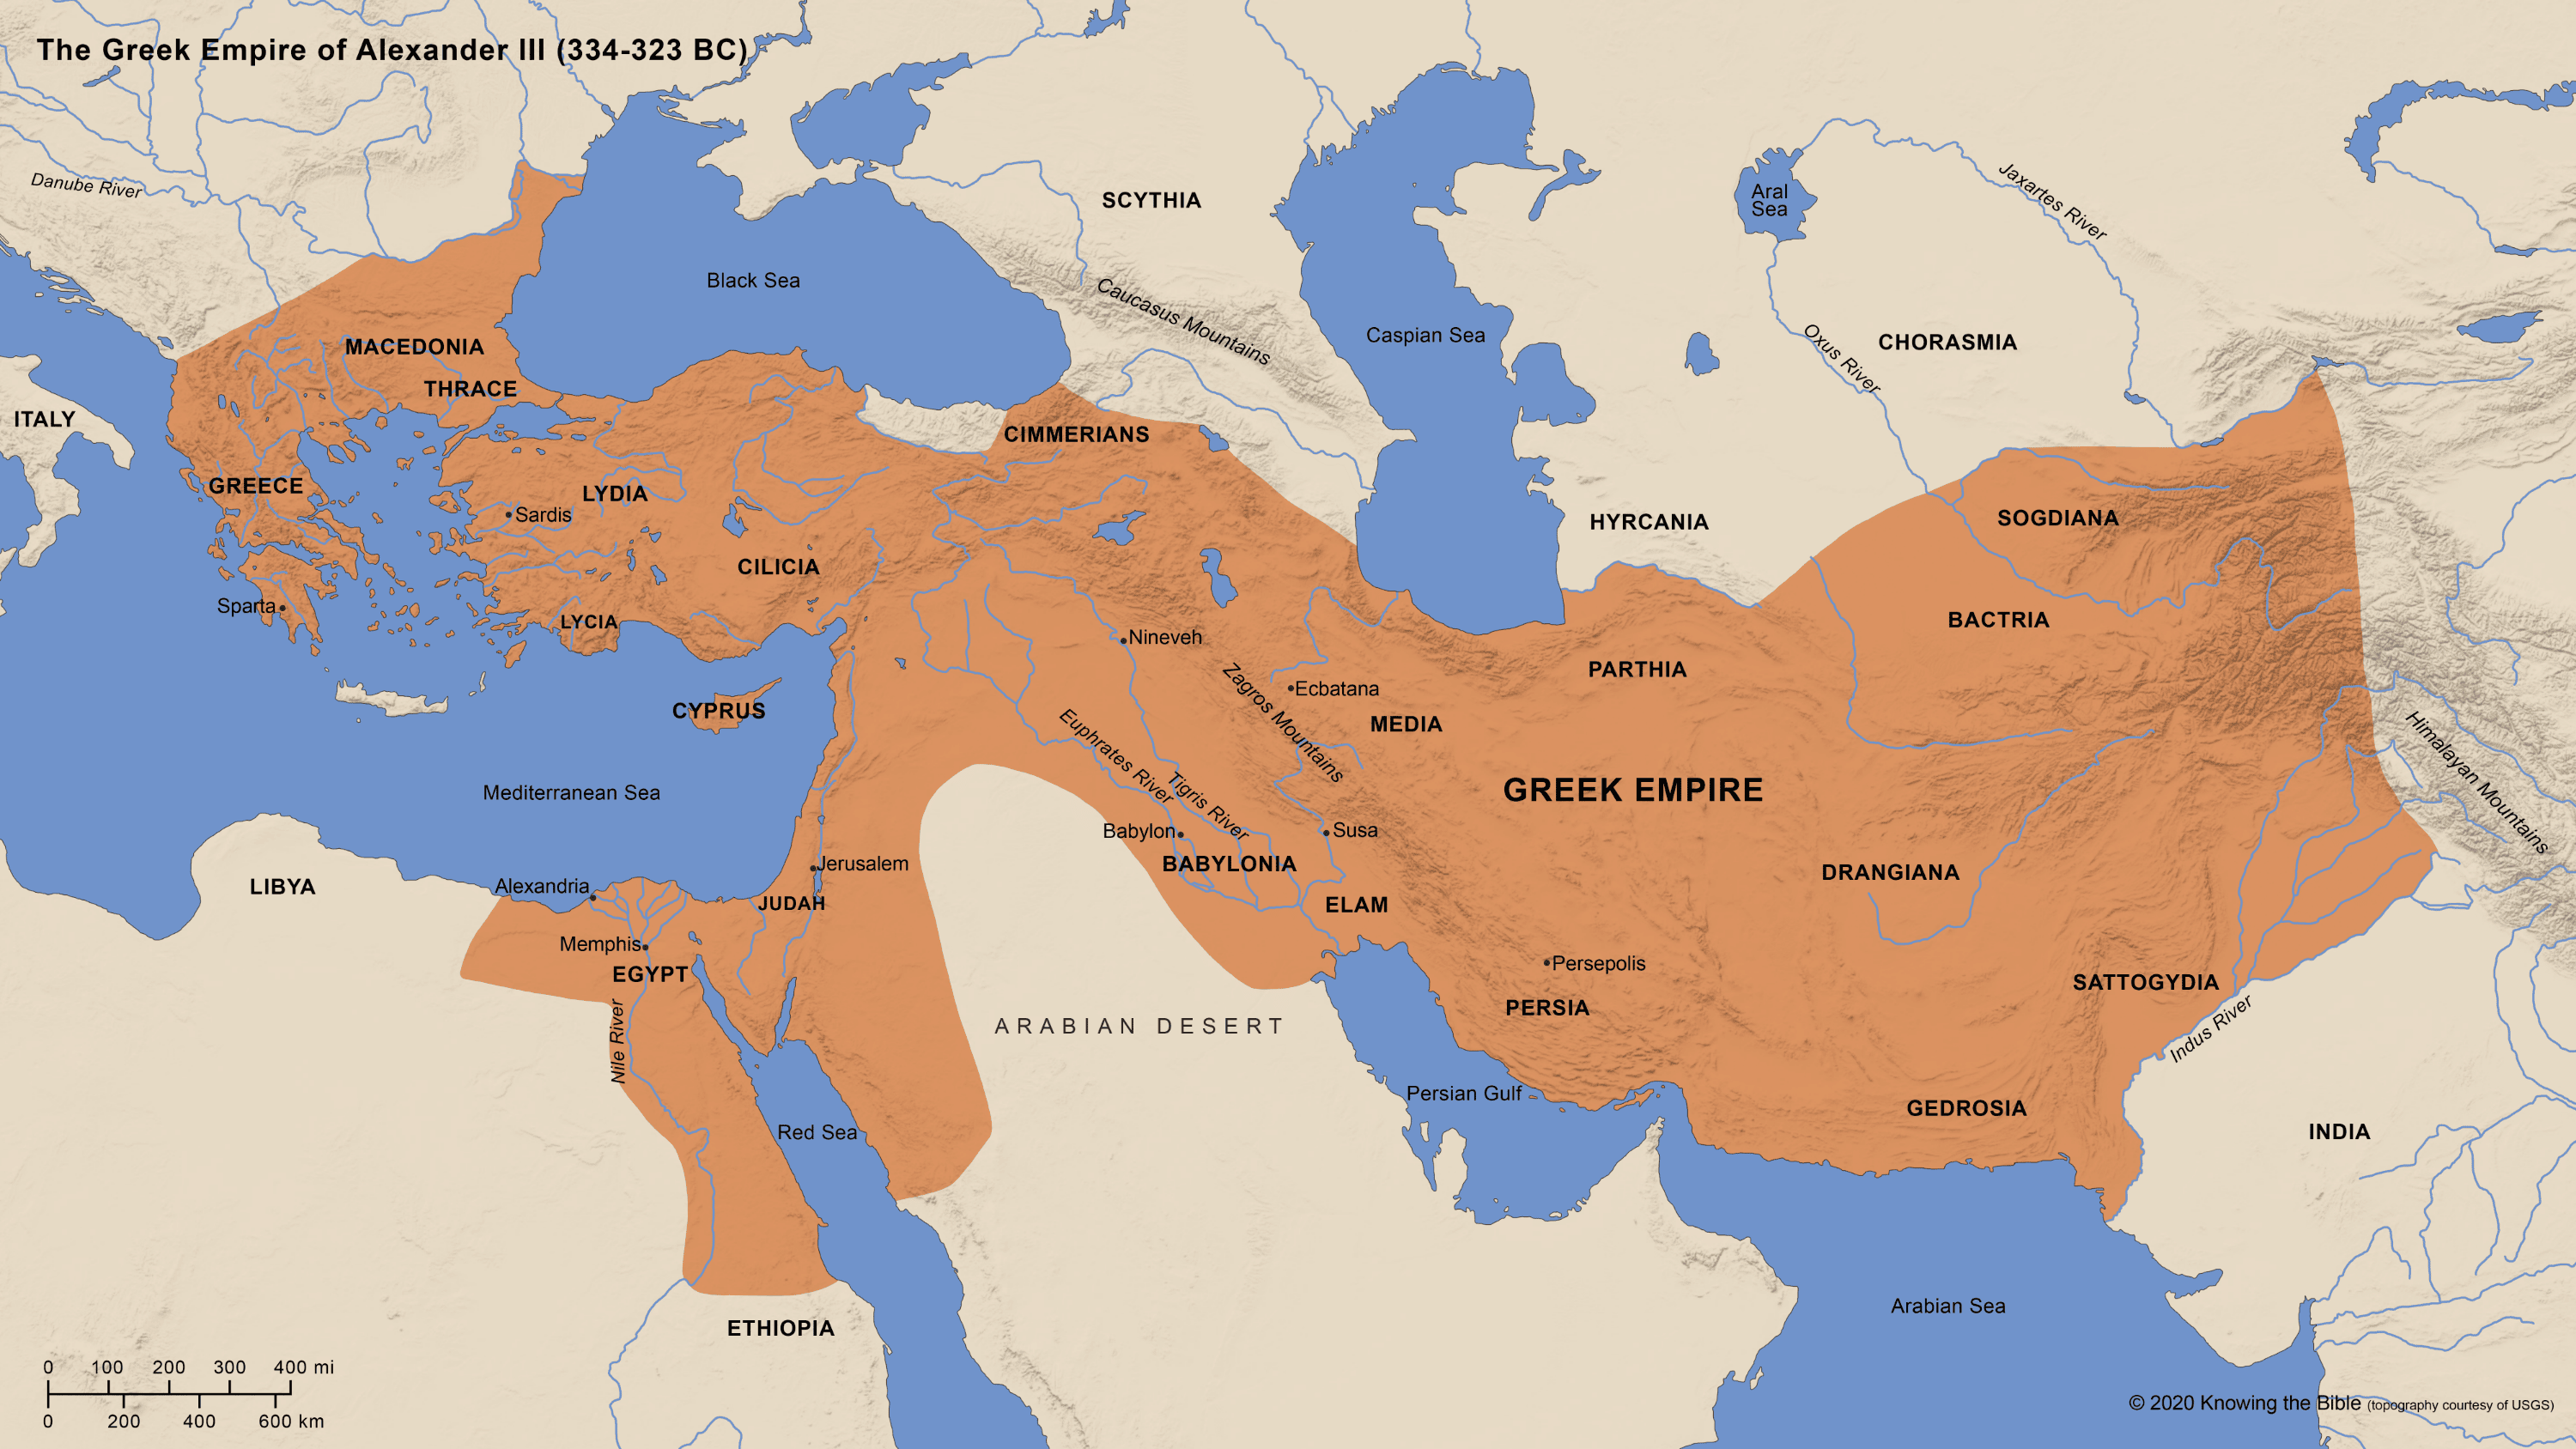 The Greek Empire of Alexander III (334-323 BC)
Danube River
SCYTHIA
Aral
Sea
Jaxartes River
Black Sea
Caucasus Mountains
Caspian Sea
Oxus River
CHORASMIA
MACEDONIA
THRACE
ITALY
CIMMERIANS
GREECE
LYDIA
Sardis
HYRCANIA
SOGDIANA
CILICIA
Sparta
LYCIA
BACTRIA
Nineveh
PARTHIA
Zagros Mountains
Ecbatana
MEDIA
CYPRUS
Euphrates River
Tigris River
Himalayan Mountains
Mediterranean Sea
GREEK EMPIRE
Babylon
Susa
BABYLONIA
Jerusalem
DRANGIANA
LIBYA
Alexandria
JUDAH
ELAM
Memphis
EGYPT
Persepolis
SATTOGYDIA
PERSIA
Nile River
ARABIAN DESERT
Indus River
Persian Gulf
GEDROSIA
Red Sea
INDIA
Arabian Sea
ETHIOPIA
0 100 200 300 400 mi
0 200 400 600 km
© 2020 Knowing the Bible (topography courtesy of USGS)